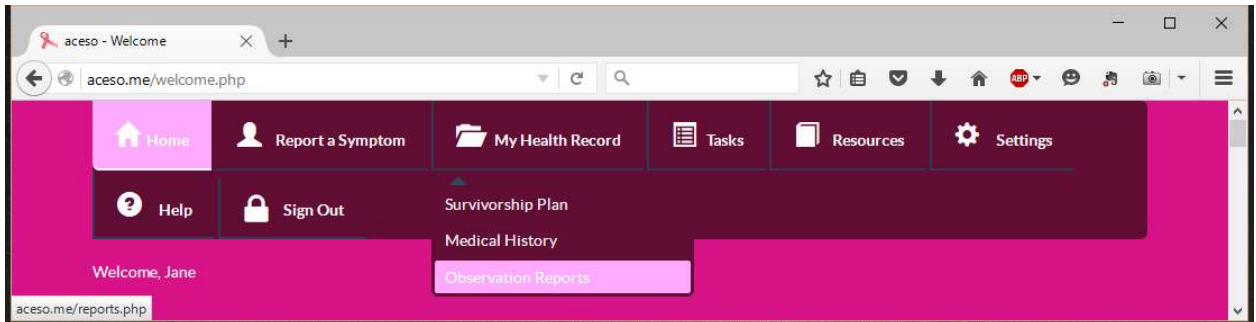 aceso - Welcome
aceso.me/welcome.php
ABP
Home Report a Symptom My Health Record Tasks Resources Settings
Help Sign Out
Survivorship Plan
Medical History
Observation Reports
Welcome, Jane
aceso.me/reports.php